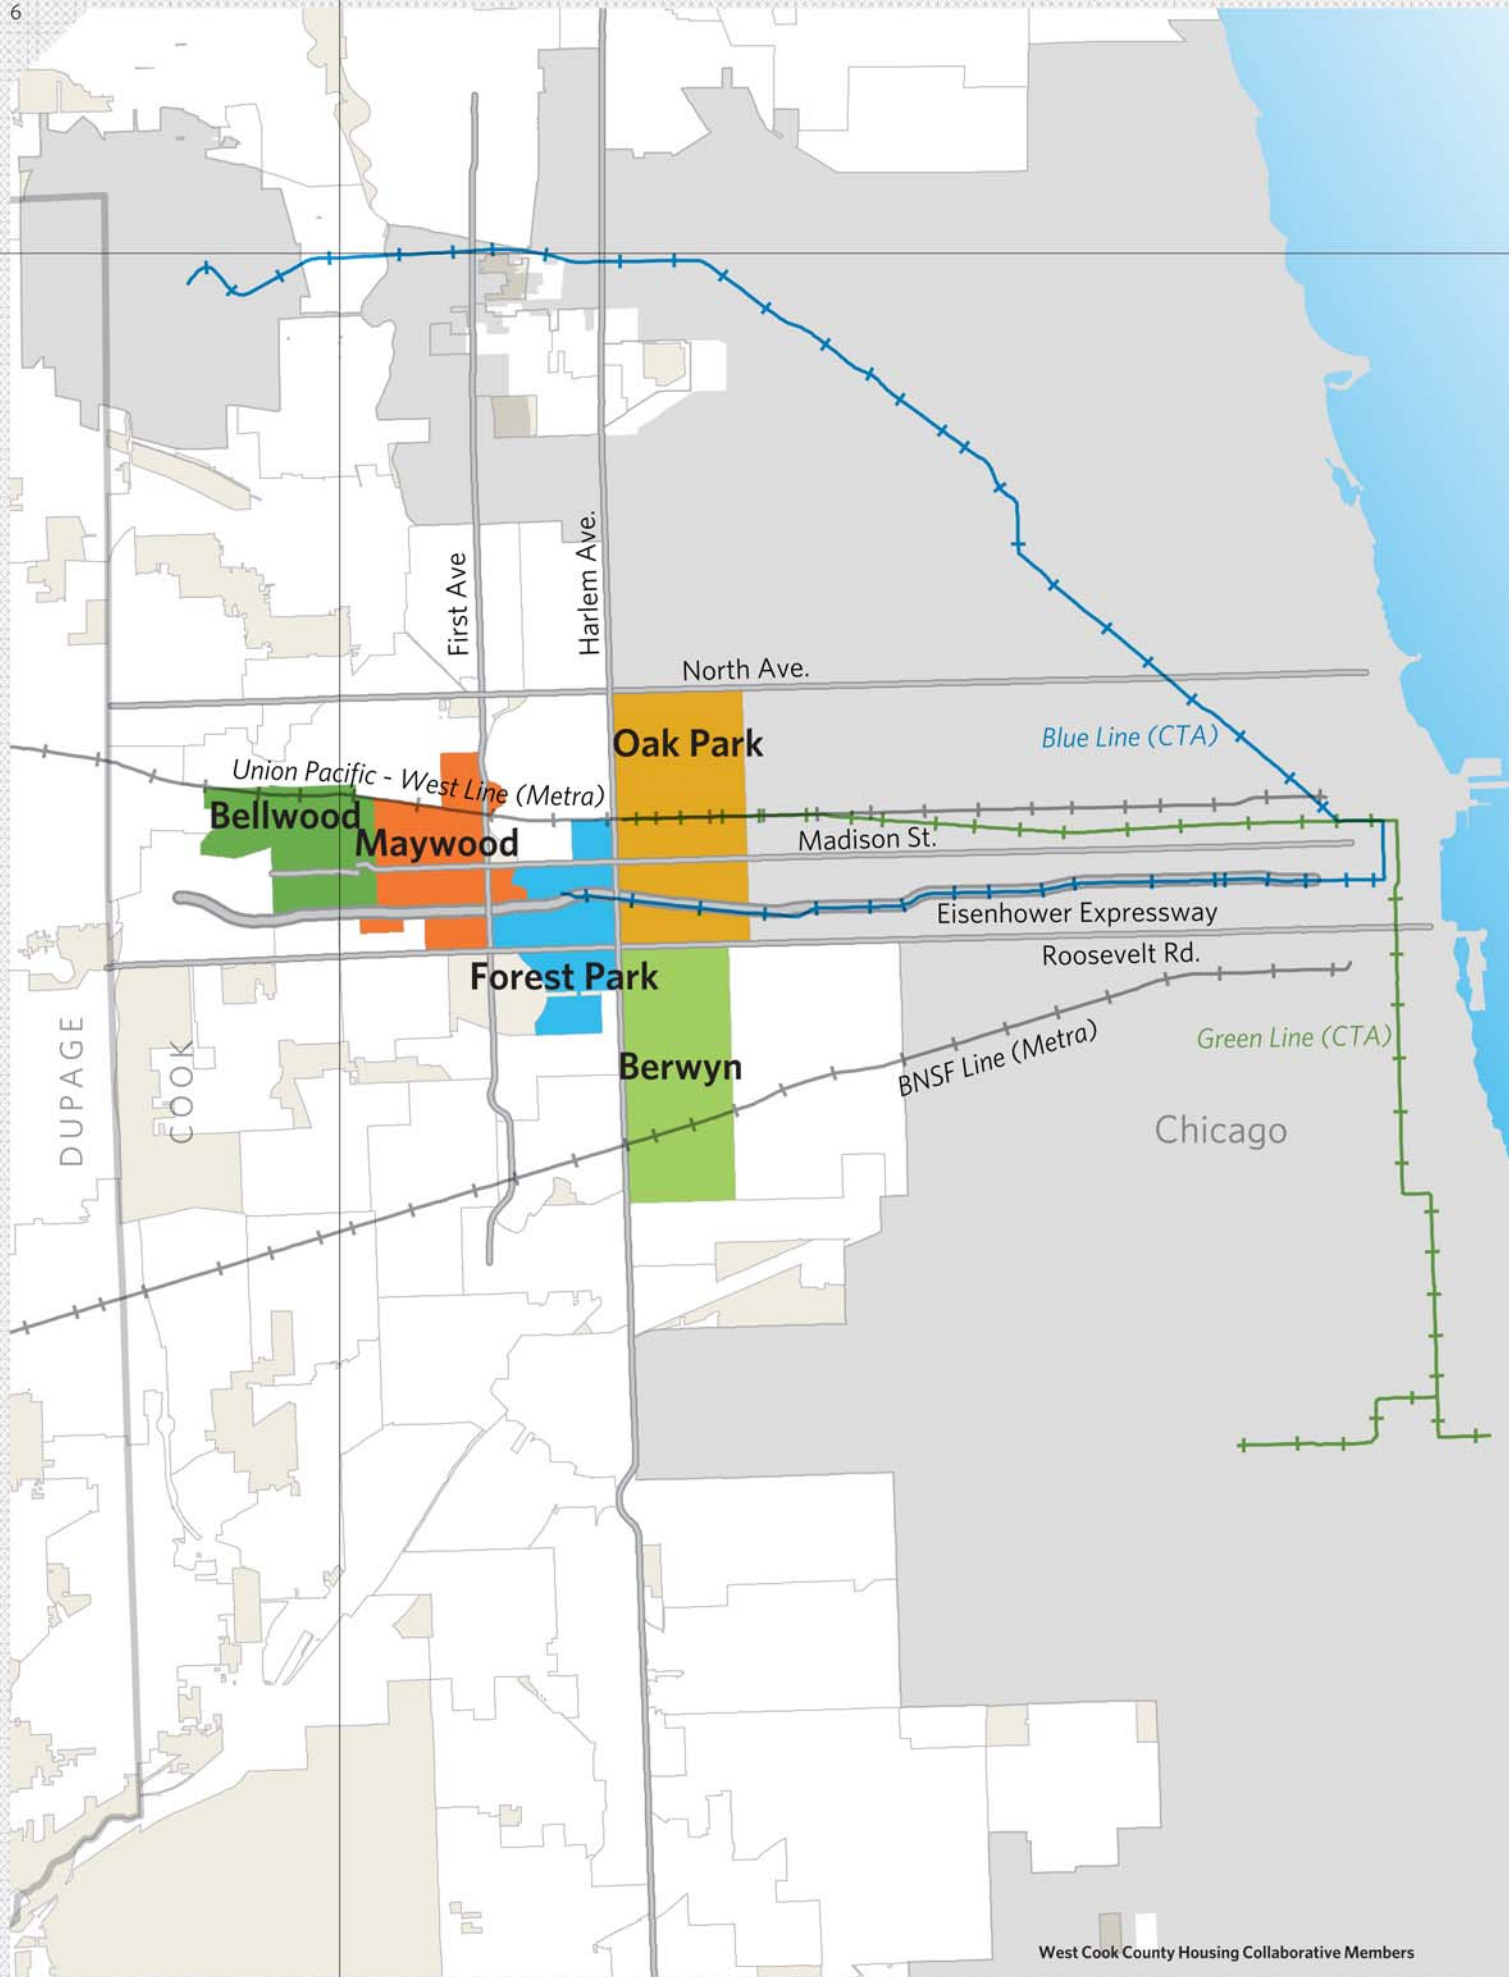 6
First Ave
Harlem Ave.
North Ave.
Oak Park
Blue Line (CTA)
Union Pacific - West Line (Metra)
Bellwood
Maywood
Madison St.
Eisenhower Expressway
Roosevelt Rd.
Forest Park
DUPAGE
COOK
Berwyn
BNSF Line (Metra)
Green Line (CTA)
Chicago
West Cook County Housing Collaborative Members